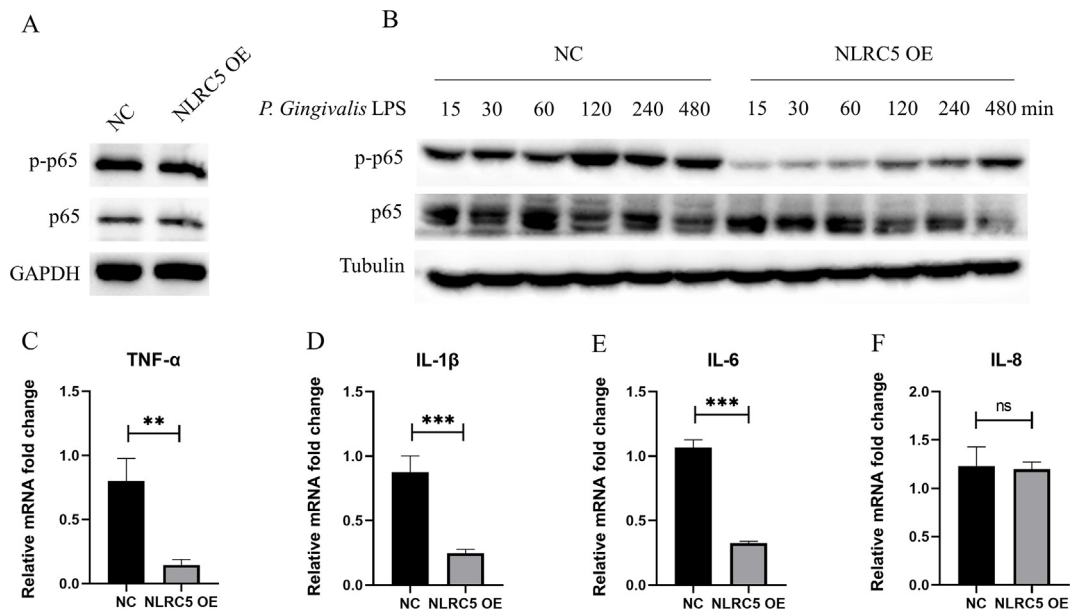 A
NC
NLRC5 OE
p-p65
p65
GAPDH
B
NC
NLRC5 OE
P. Gingivalis LPS 15 30 60 120 240 480 15 30 60 120 240 480 min
p-p65
p65
Tubulin
C
TNF-α
Relative mRNA fold change
1.5
1.0
0.5
0.0
**
NC NLRC5 OE
D
IL-1β
Relative mRNA fold change
1.5
1.0
0.5
0.0
***
NC NLRC5 OE
E
IL-6
Relative mRNA fold change
1.5
1.0
0.5
0.0
***
NC NLRC5 OE
F
IL-8
Relative mRNA fold change
2.0
1.5
1.0
0.5
0.0
ns
NC NLRC5 OE